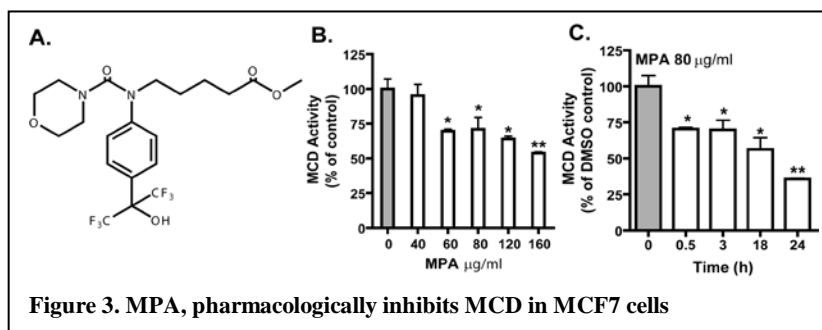 A.
O
N
N
O
O
O
F3C
CF3
OH
B.
MCD Activity
(% of control)
125
100
75
50
25
0
*
*
*
**
0 40 60 80 120 160
MPA µg/ml
C.
MPA 80 µg/ml
MCD Activity
(% of DMSO control)
125
100
75
50
25
0
*
*
*
**
0 0.5 3 18 24
Time (h)
Figure 3. MPA, pharmacologically inhibits MCD in MCF7 cells